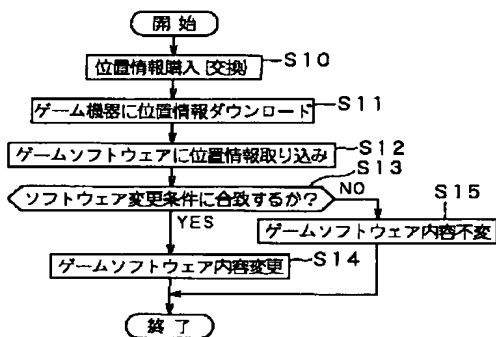 開始
位置情報購入(交換)
S10
ゲーム機器に位置情報ダウンロード
S11
ゲームソフトウェアに位置情報取り込み
S12
S13
ソフトウェア変更条件に合致するか?
NO
YES
S15
ゲームソフトウェア内容不変
ゲームソフトウェア内容変更
S14
終了